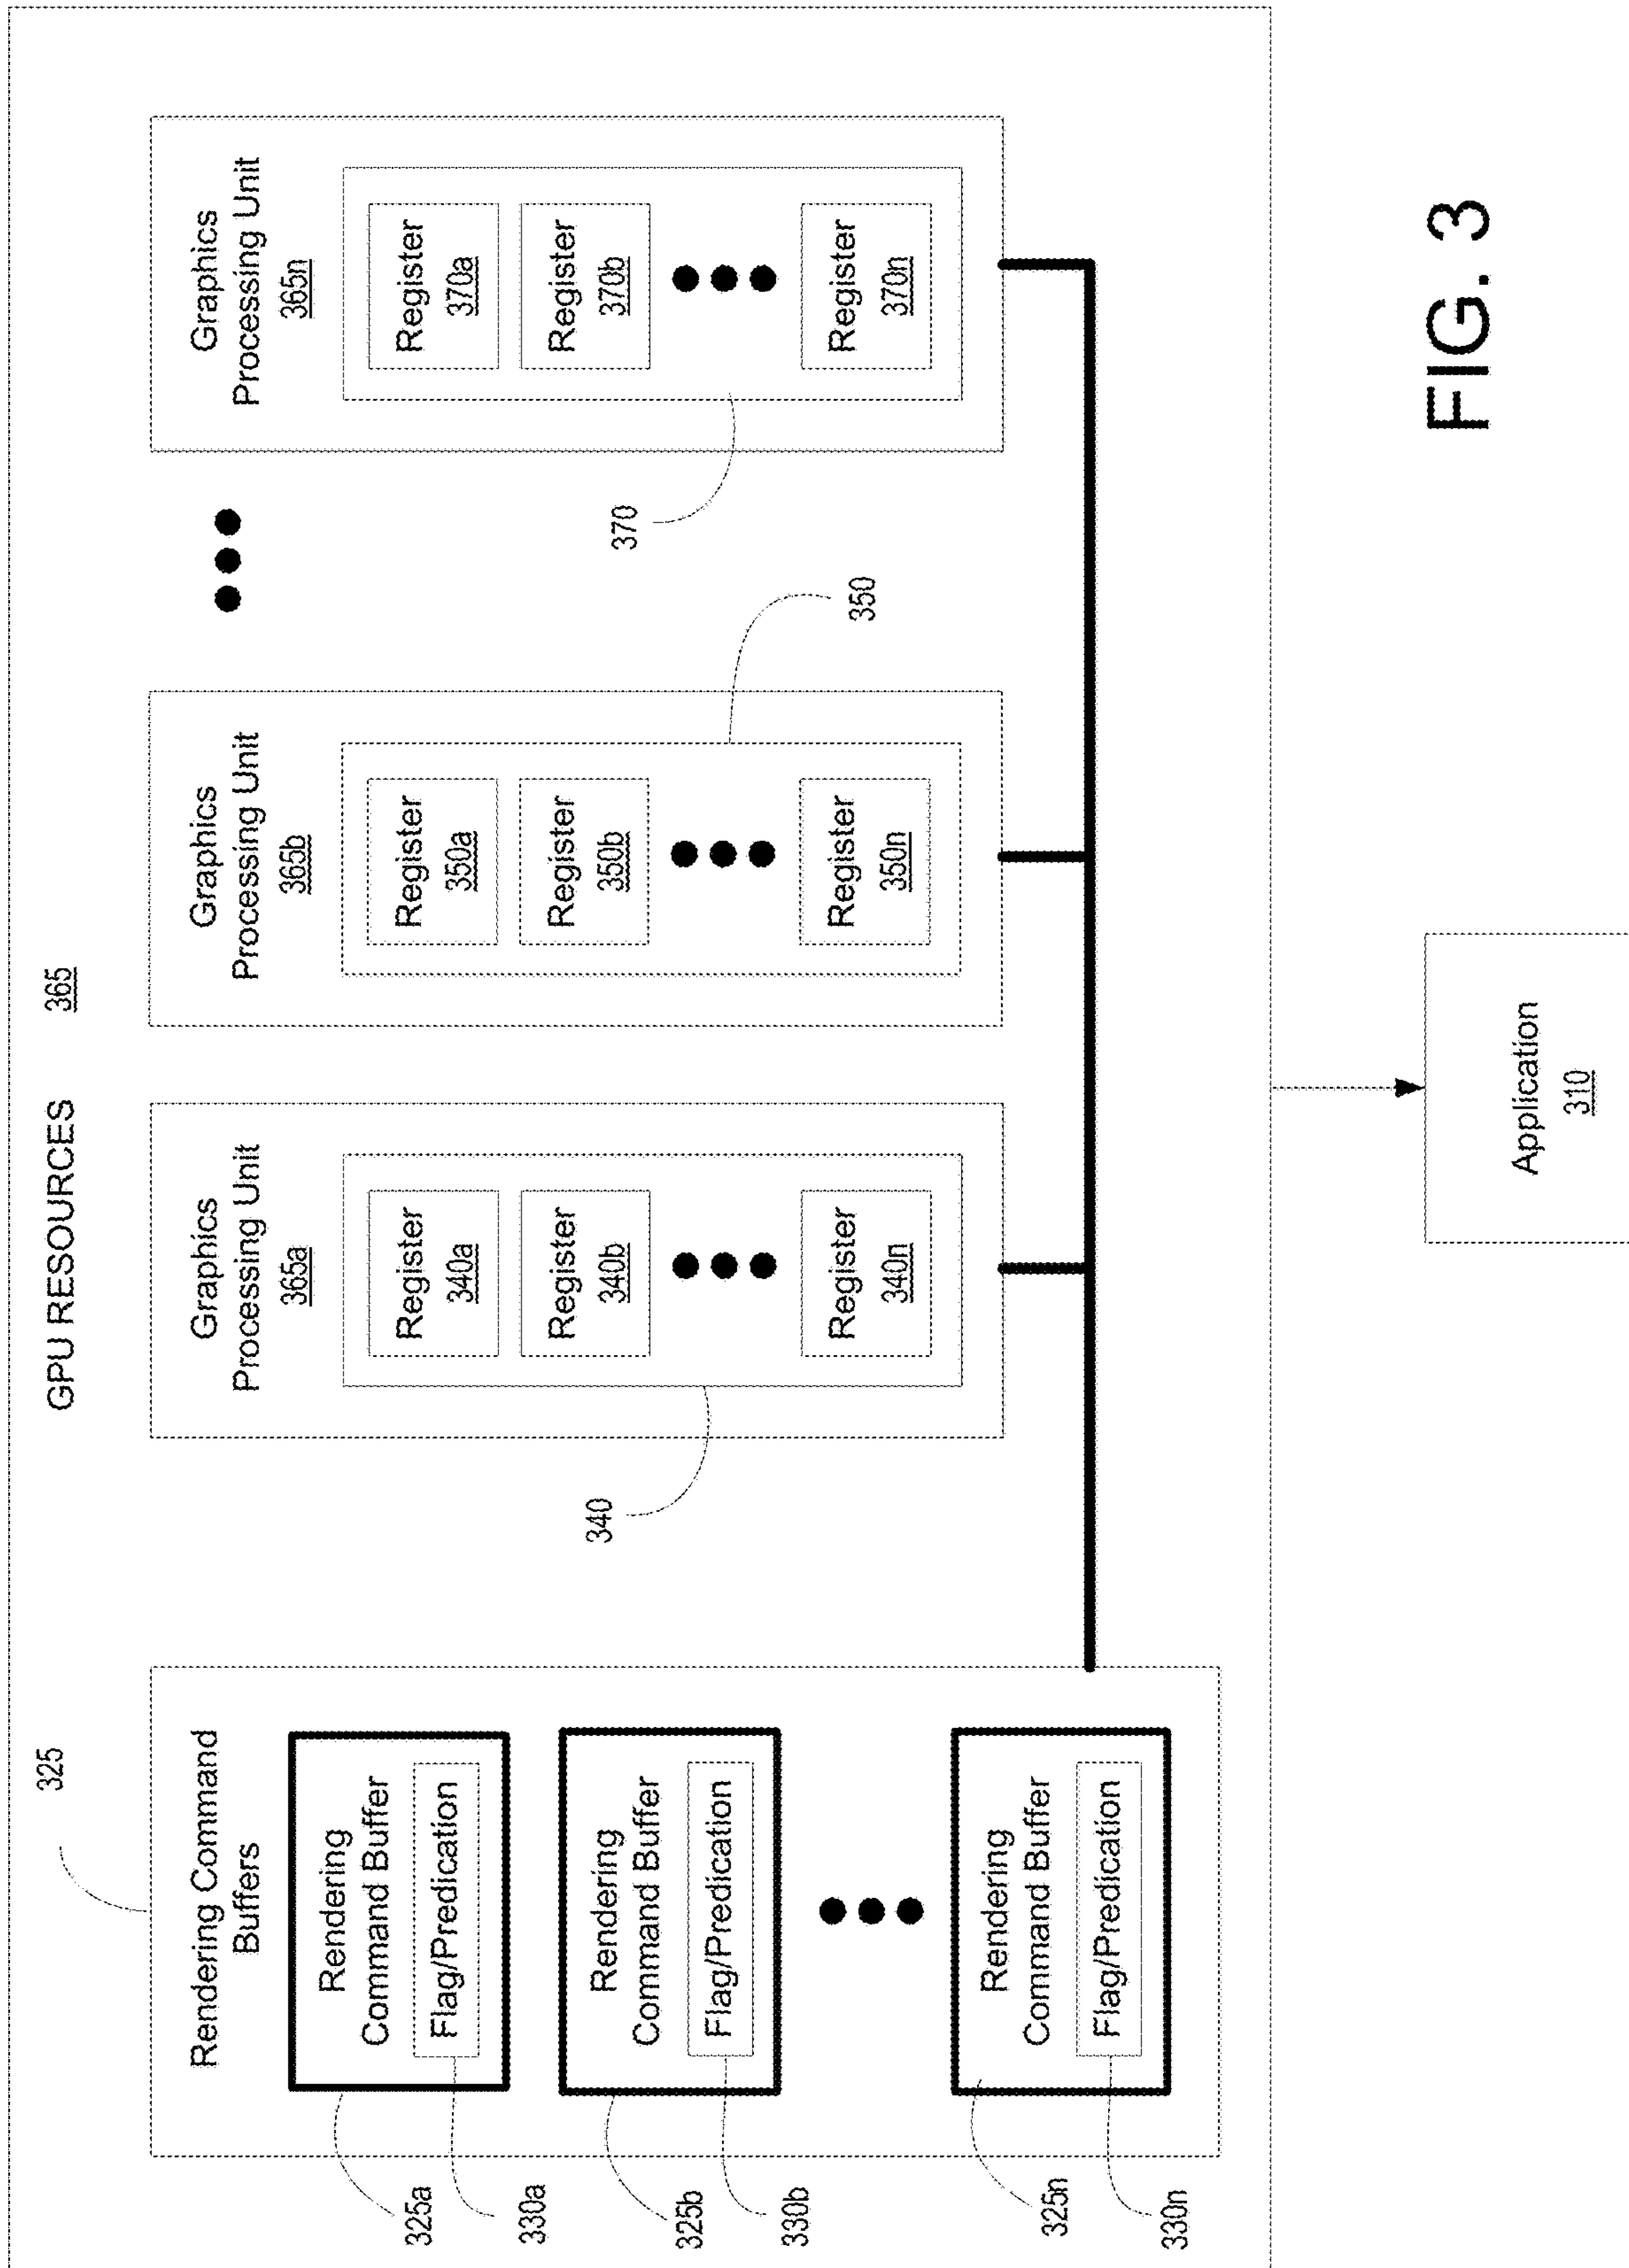 GPU RESOURCES 365
325
Rendering Command
Buffers
Rendering
Command Buffer
Flag/Predication
325a
330a
Rendering
Command Buffer
Flag/Predication
325b
330b
Rendering
Command Buffer
Flag/Predication
325n
330n
Graphics
Processing Unit
365a
Register
340a
Register
340b
Register
340n
340
Graphics
Processing Unit
365b
Register
350a
Register
350b
Register
350n
350
Graphics
Processing Unit
365n
Register
370a
Register
370b
Register
370n
370
Application
310
FIG. 3